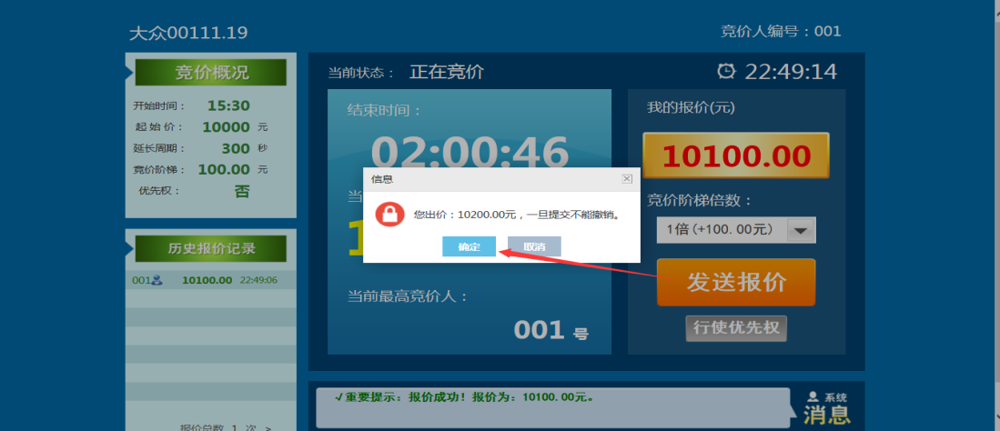 大众00111.19
竞价人编号：001
竞价概况
开始时间： 15:30
起 始 价： 10000 元
延长周期： 300 秒
竞价阶梯： 100.00 元
优先权： 否
历史报价记录
001 10100.00 22:49:06
报价总数 1 次 >
当前状态： 正在竞价
22:49:14
结束时间：
02:00:46
当
1
信息
您出价：10200.00元，一旦提交不能撤销。
确定 取消
当前最高竞价人：
001 号
我的报价(元)
10100.00
竞价阶梯倍数：
1倍(+100.00元)
发送报价
行使优先权
√重要提示：报价成功！报价为：10100.00元。
系统
消息